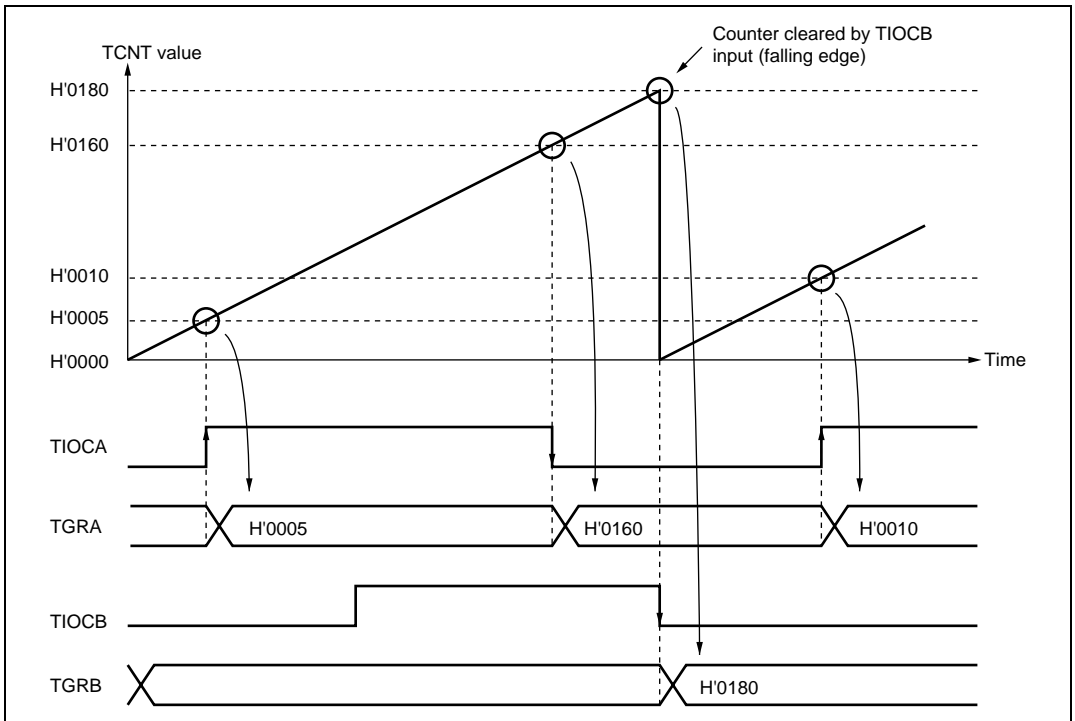 Counter cleared by TIOCB
input (falling edge)
TCNT value
H'0180
H'0160
H'0010
H'0005
H'0000
Time
TIOCA
TGRA
H'0005
H'0160
H'0010
TIOCB
TGRB
H'0180